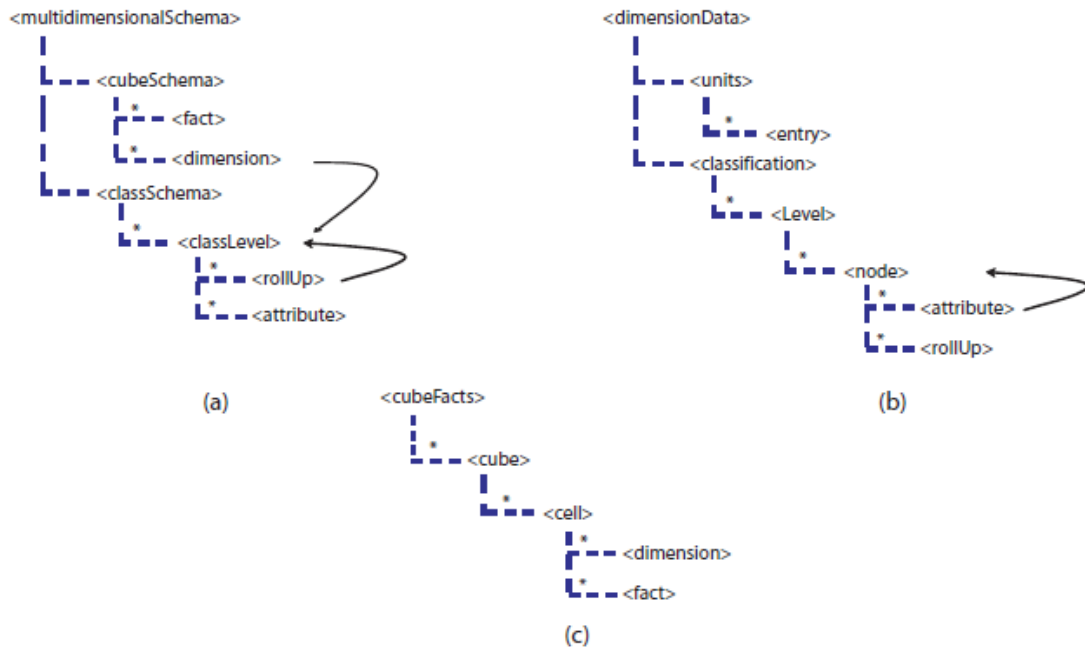 <multidimensionalSchema>
<cubeSchema>
*
<fact>
*
<dimension>
<classSchema>
*
<classLevel>
*
<rollUp>
*
<attribute>
(a)
<dimensionData>
<units>
*
<entry>
<classification>
*
<Level>
*
<node>
*
<attribute>
*
<rollUp>
(b)
<cubeFacts>
*
<cube>
*
<cell>
*
<dimension>
*
<fact>
(c)